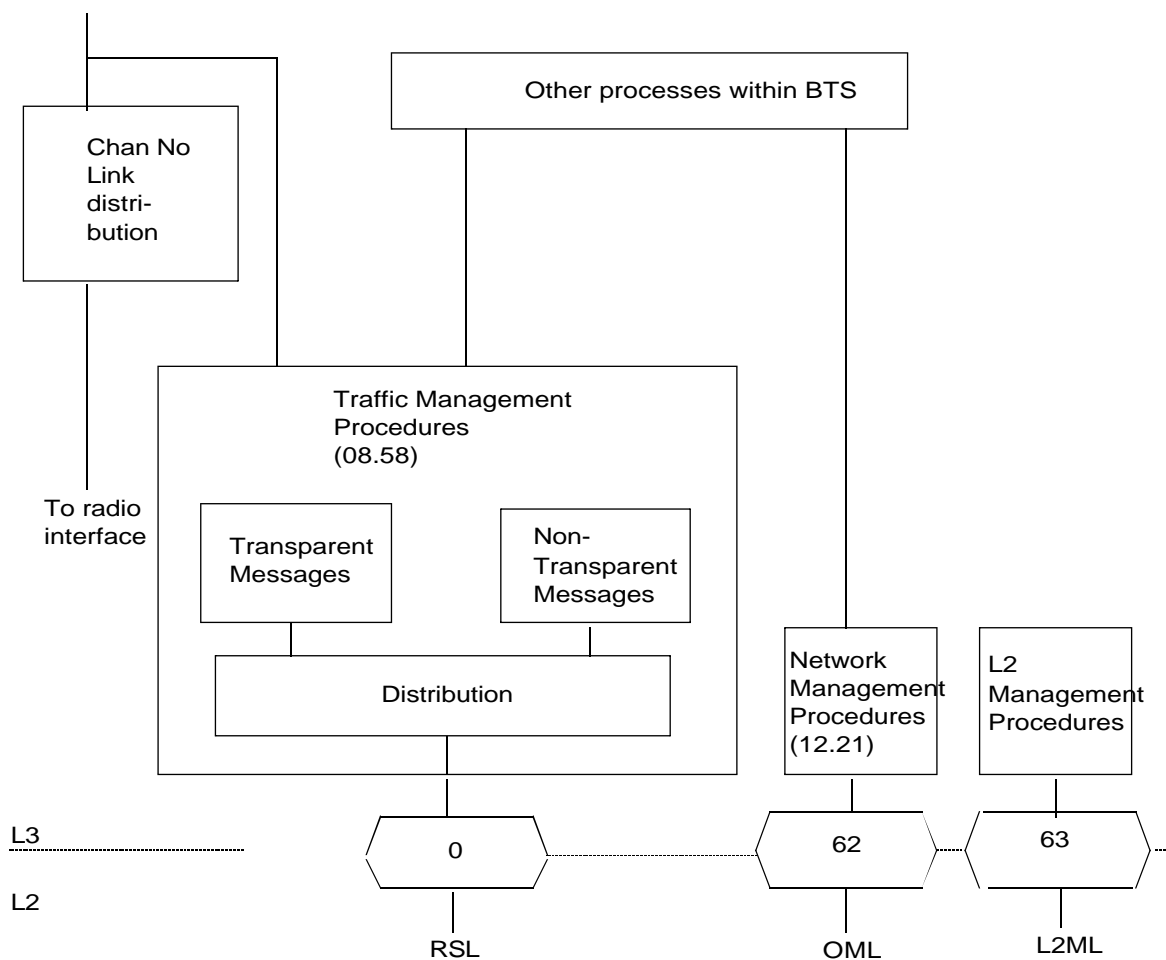 Other processes within BTS
Chan No
Link
distri-
bution
Traffic Management
Procedures
(08.58)
To radio
interface
Transparent
Messages
Non-
Transparent
Messages
Distribution
Network
Management
Procedures
(12.21)
L2
Management
Procedures
L3
0
62
63
L2
RSL
OML
L2ML